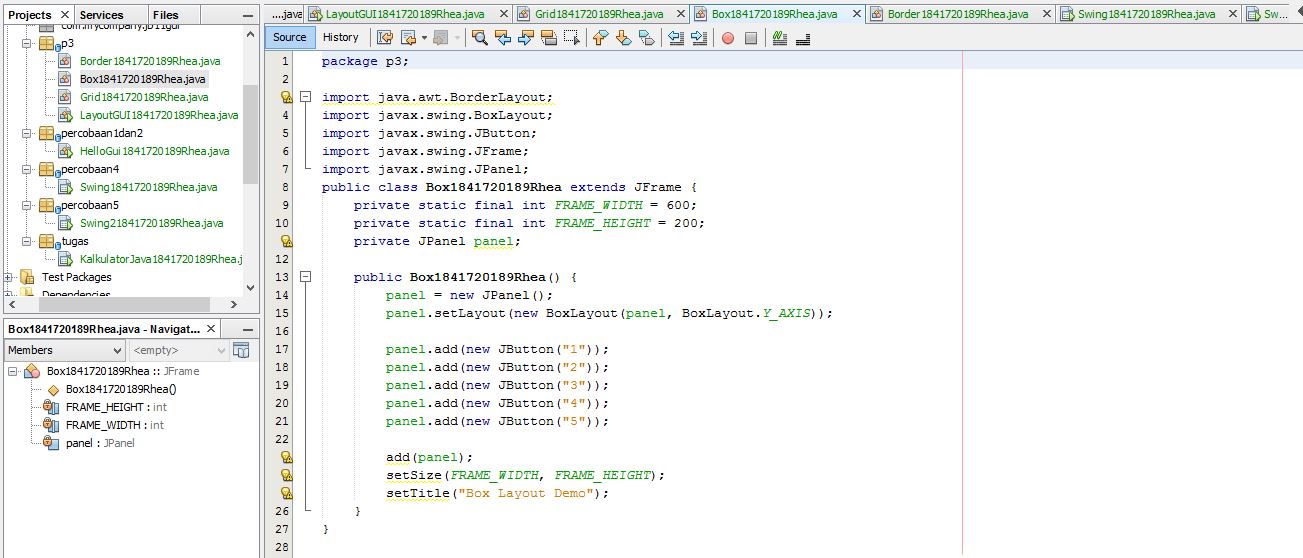 Projects
Services
Files
p3
Border1841720189Rhea.java
Box1841720189Rhea.java
Grid1841720189Rhea.java
LayoutGUI1841720189Rhea.java
percobaan1dan2
HelloGui1841720189Rhea.java
percobaan4
Swing1841720189Rhea.java
percobaan5
Swing21841720189Rhea.java
tugas
KalkulatorJava1841720189Rhea.j
Test Packages
Dependencies
Box1841720189Rhea.java - Navigat...
Members
<empty>
Box1841720189Rhea :: JFrame
Box1841720189Rhea()
FRAME_HEIGHT : int
FRAME_WIDTH : int
panel : JPanel
....java
LayoutGUI1841720189Rhea.java
Grid1841720189Rhea.java
Box1841720189Rhea.java
Border1841720189Rhea.java
Swing1841720189Rhea.java
Sw...
Source
History
1 package p3;
2
import java.awt.BorderLayout;
4 import javax.swing.BoxLayout;
5 import javax.swing.JButton;
6 import javax.swing.JFrame;
7 import javax.swing.JPanel;
8 public class Box1841720189Rhea extends JFrame {
9 private static final int FRAME_WIDTH = 600;
10 private static final int FRAME_HEIGHT = 200;
private JPanel panel;
12
13 public Box1841720189Rhea() {
14 panel = new JPanel();
15 panel.setLayout(new BoxLayout(panel, BoxLayout.Y_AXIS));
16
17 panel.add(new JButton("1"));
18 panel.add(new JButton("2"));
19 panel.add(new JButton("3"));
20 panel.add(new JButton("4"));
21 panel.add(new JButton("5"));
22
add(panel);
setSize(FRAME_WIDTH, FRAME_HEIGHT);
setTitle("Box Layout Demo");
26 }
27 }
28